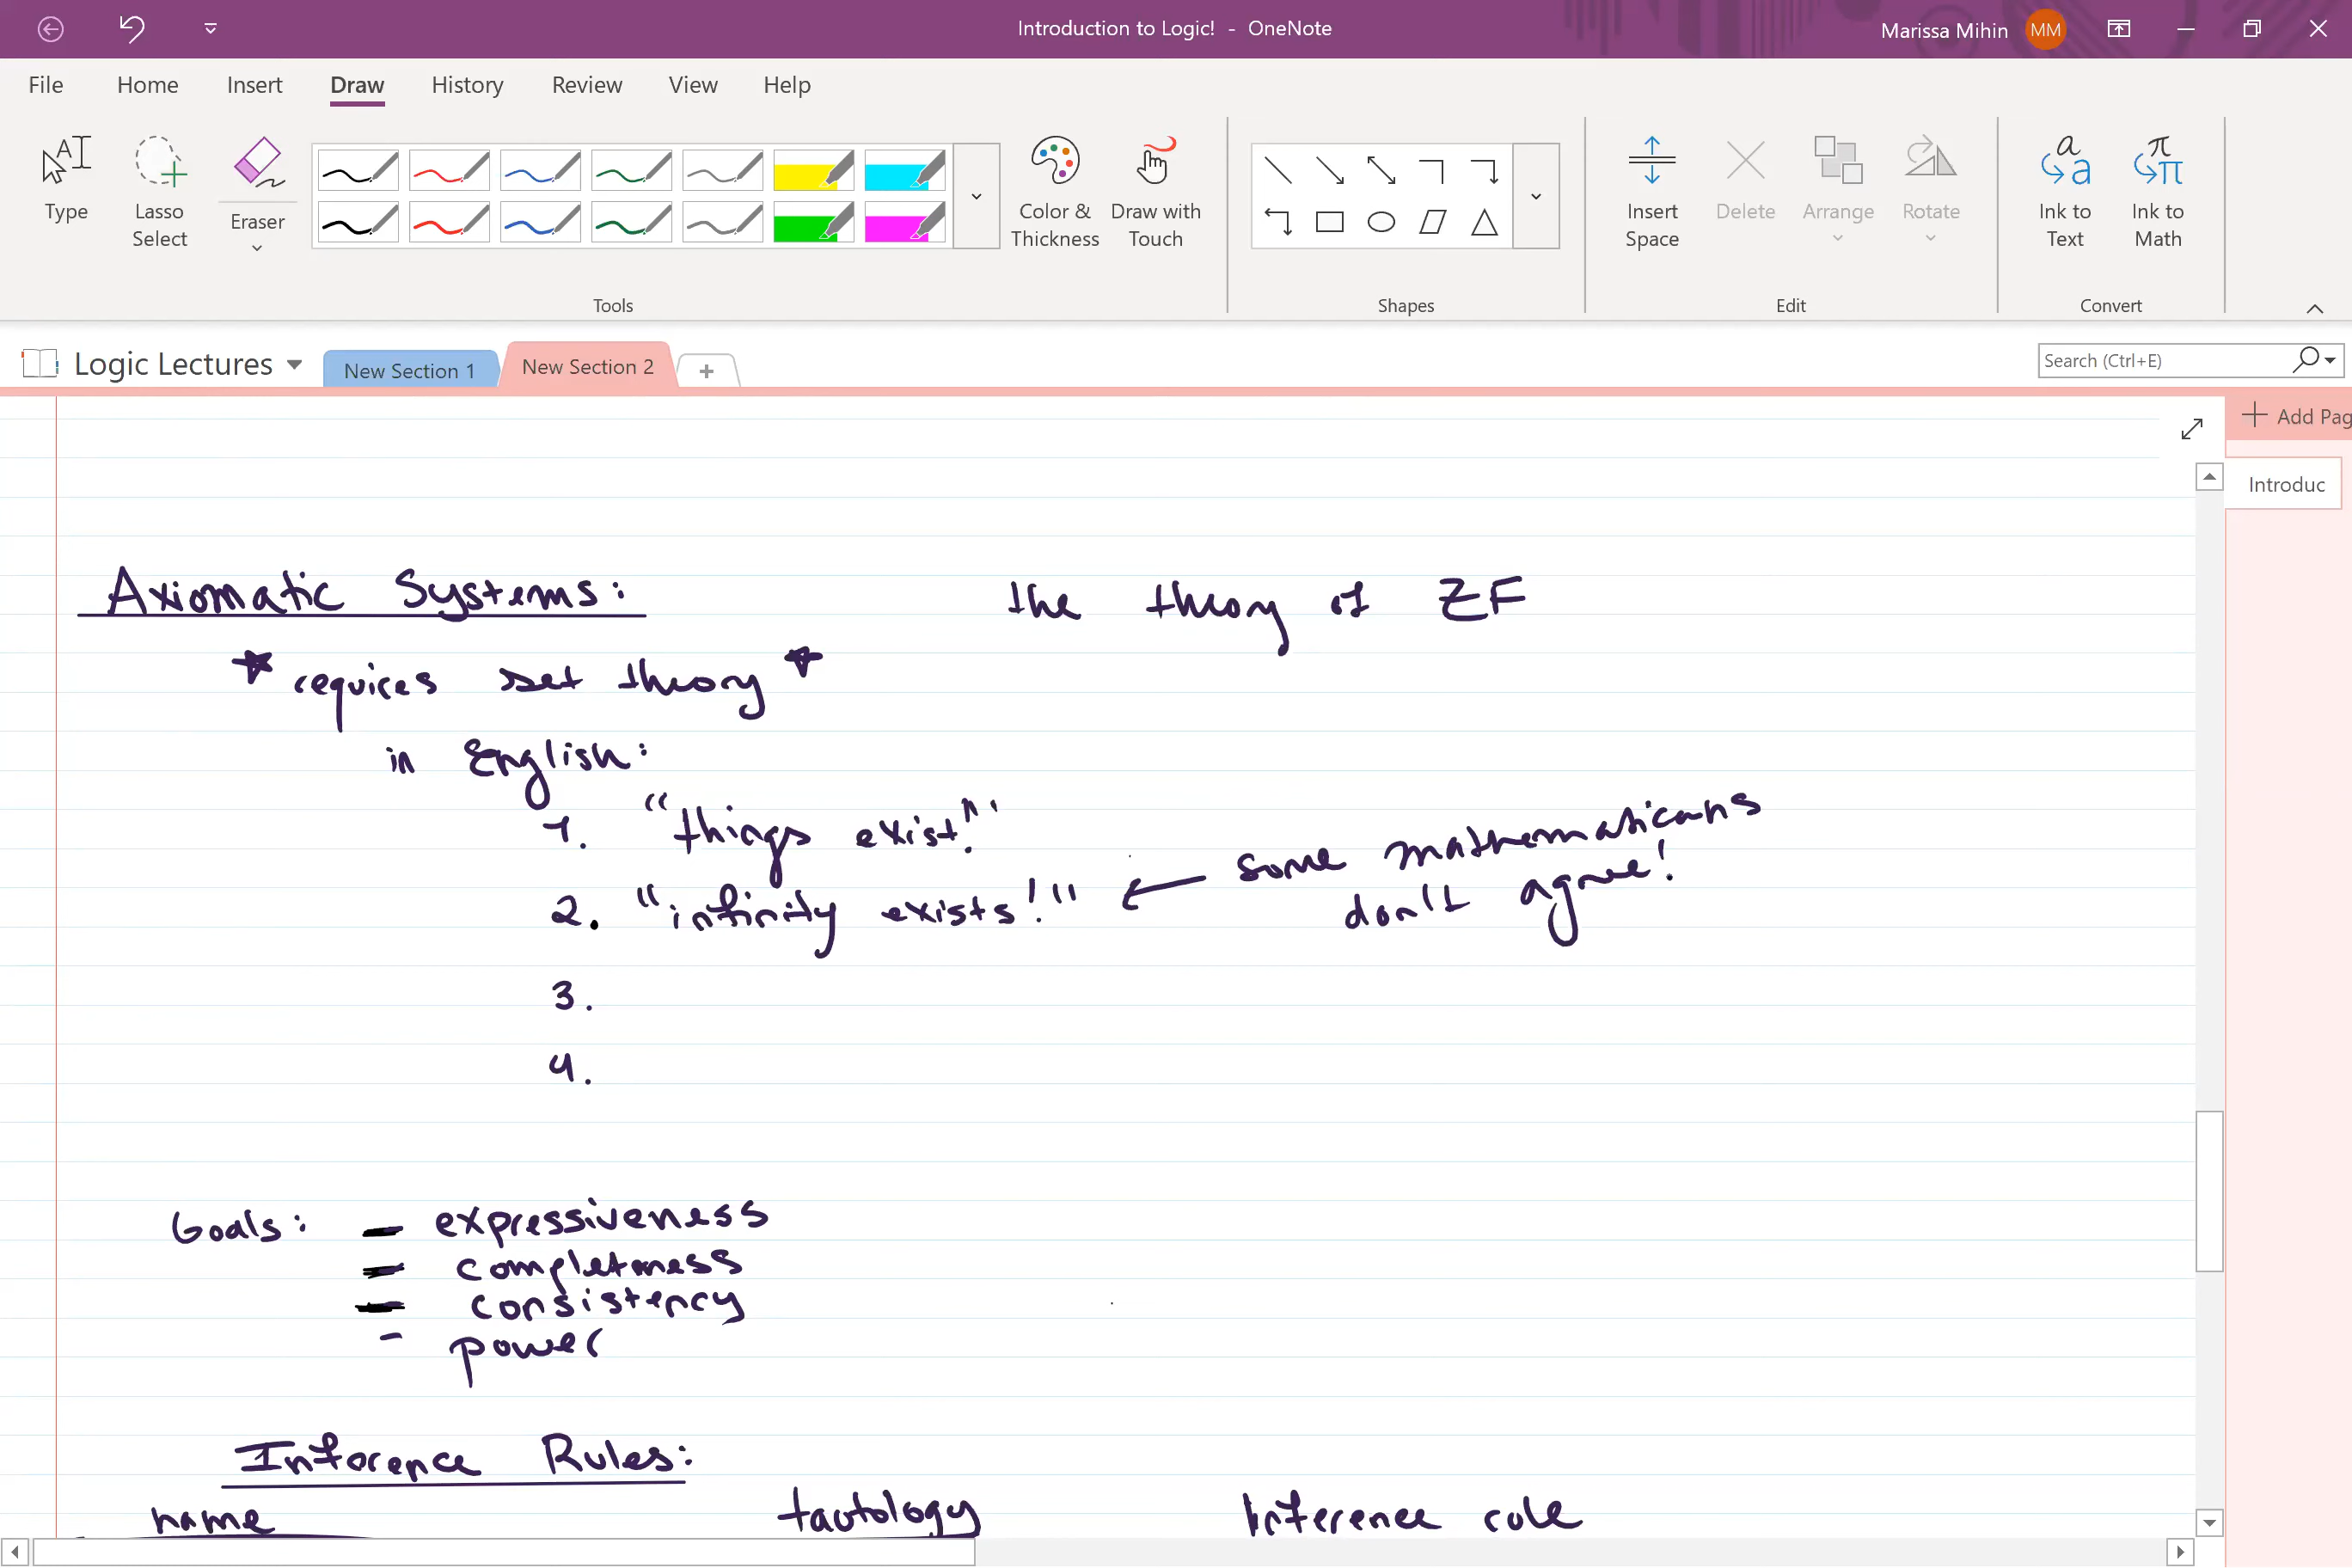 Introduction to Logic! - OneNote
Marissa Mihin MM
File Home Insert Draw History Review View Help
Type
Lasso Select
Eraser
Color & Thickness
Draw with Touch
Insert Space
Delete
Arrange
Rotate
Ink to Text
Ink to Math
Tools
Shapes
Edit
Convert
Logic Lectures
New Section 1
New Section 2
Search (Ctrl+E)
Add Pag
Introduc
Axiomatic Systems:
the theory of ZF
* requires set theory *
in English:
1. "things exist!"
2. "infinity exists!" ← some mathematicans
don't agree!
3.
4.
Goals: - expressiveness
- completness
- consistency
- power
Inference Rules:
name tautology Inference rule